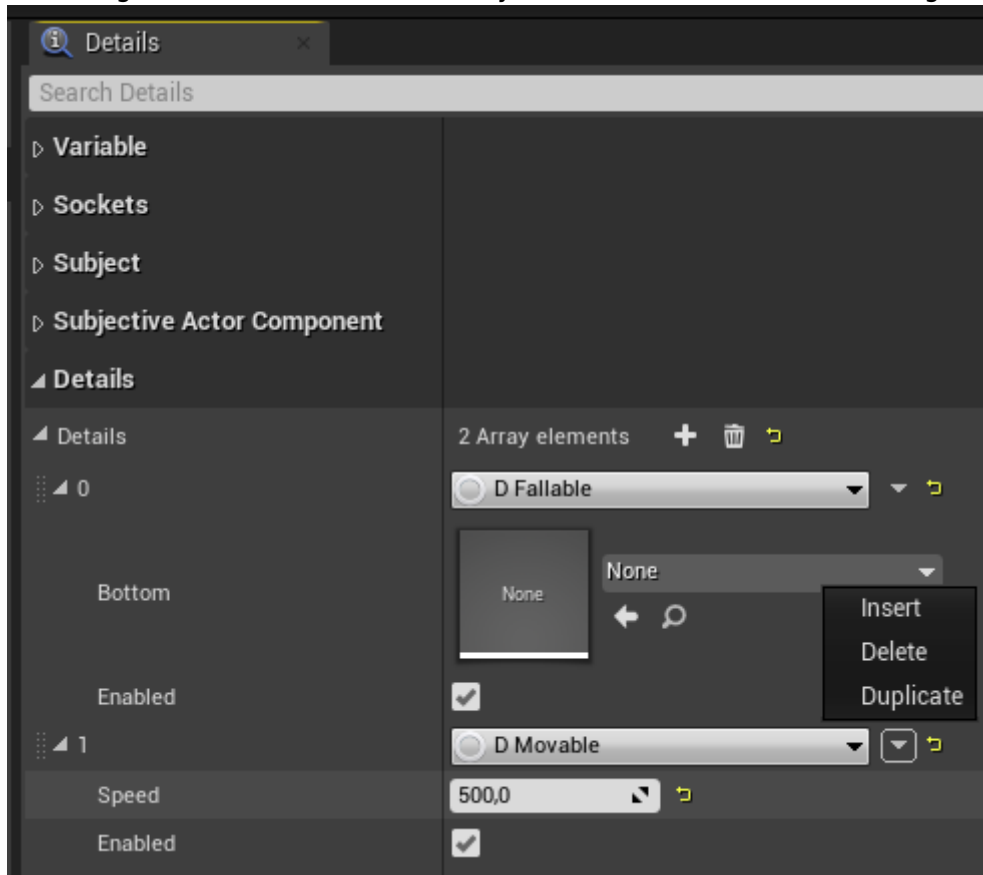 Details
Search Details
Variable
Sockets
Subject
Subjective Actor Component
Details
Details 2 Array elements
0 D Fallable
Bottom None None
Insert
Delete
Enabled Duplicate
1 D Movable
Speed 500,0
Enabled